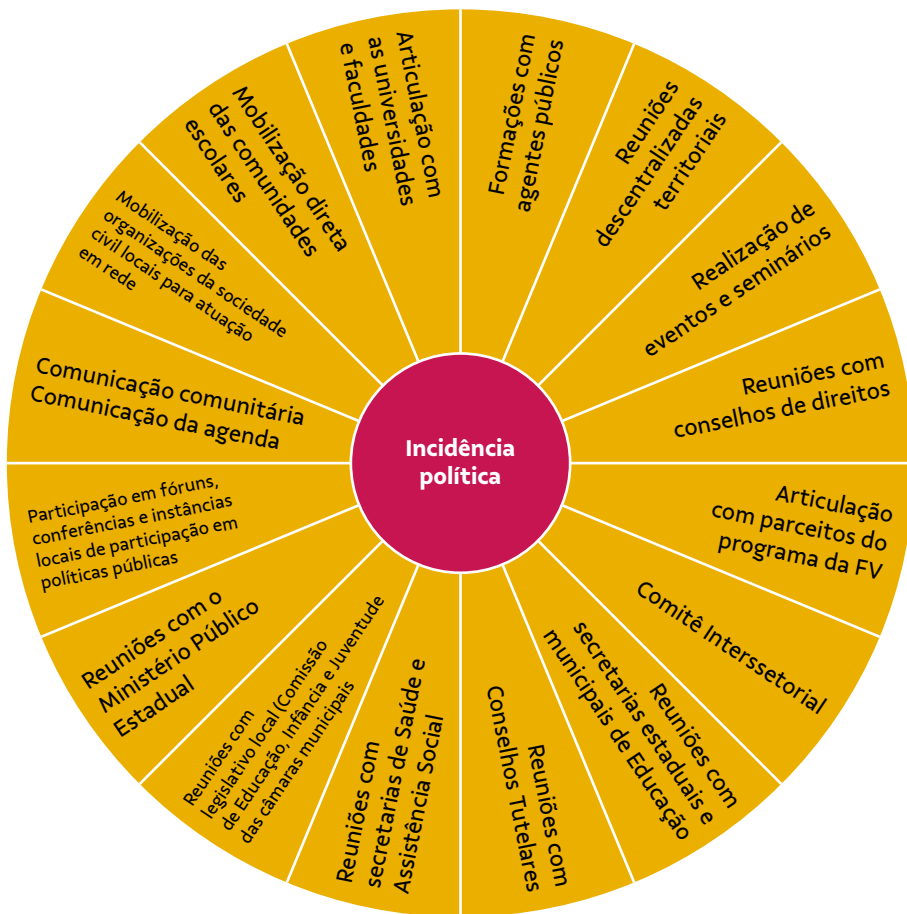 Incidência
política
Formações com
agentes públicos
Reuniões
descentralizadas
territoriais
Realização de
eventos e seminários
Reuniões com
conselhos de direitos
Articulação
com parceitos do
programa da FV
Comitê Interssetorial
Reuniões com
secretarias estaduais e
municipais de Educação
Reuniões com
Conselhos Tutelares
Reuniões com
secretarias de Saúde e
Assistência Social
Reuniões com
legislativo local (Comissão
de Educação, Infância e Juventude
das câmaras municipais
Reuniões com o
Ministério Público
Estadual
Participação em fóruns,
conferências e instâncias
locais de participação em
políticas públicas
Comunicação comunitária
Comunicação da agenda
Mobilização das
organizações da sociedade
civil locais para atuação
em rede
Mobilização direta
das comunidades
escolares
Articulação com
as universidades
e faculdades